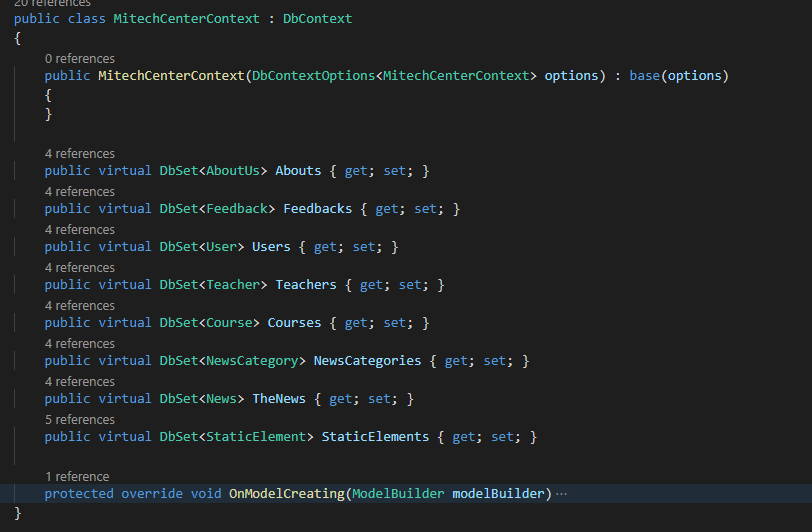 20 references
public class MitechCenterContext : DbContext
{
0 references
public MitechCenterContext(DbContextOptions<MitechCenterContext> options) : base(options)
{
}
4 references
public virtual DbSet<AboutUs> Abouts { get; set; }
4 references
public virtual DbSet<Feedback> Feedbacks { get; set; }
4 references
public virtual DbSet<User> Users { get; set; }
4 references
public virtual DbSet<Teacher> Teachers { get; set; }
4 references
public virtual DbSet<Course> Courses { get; set; }
4 references
public virtual DbSet<NewsCategory> NewsCategories { get; set; }
4 references
public virtual DbSet<News> TheNews { get; set; }
5 references
public virtual DbSet<StaticElement> StaticElements { get; set; }
1 reference
protected override void OnModelCreating(ModelBuilder modelBuilder)···
}